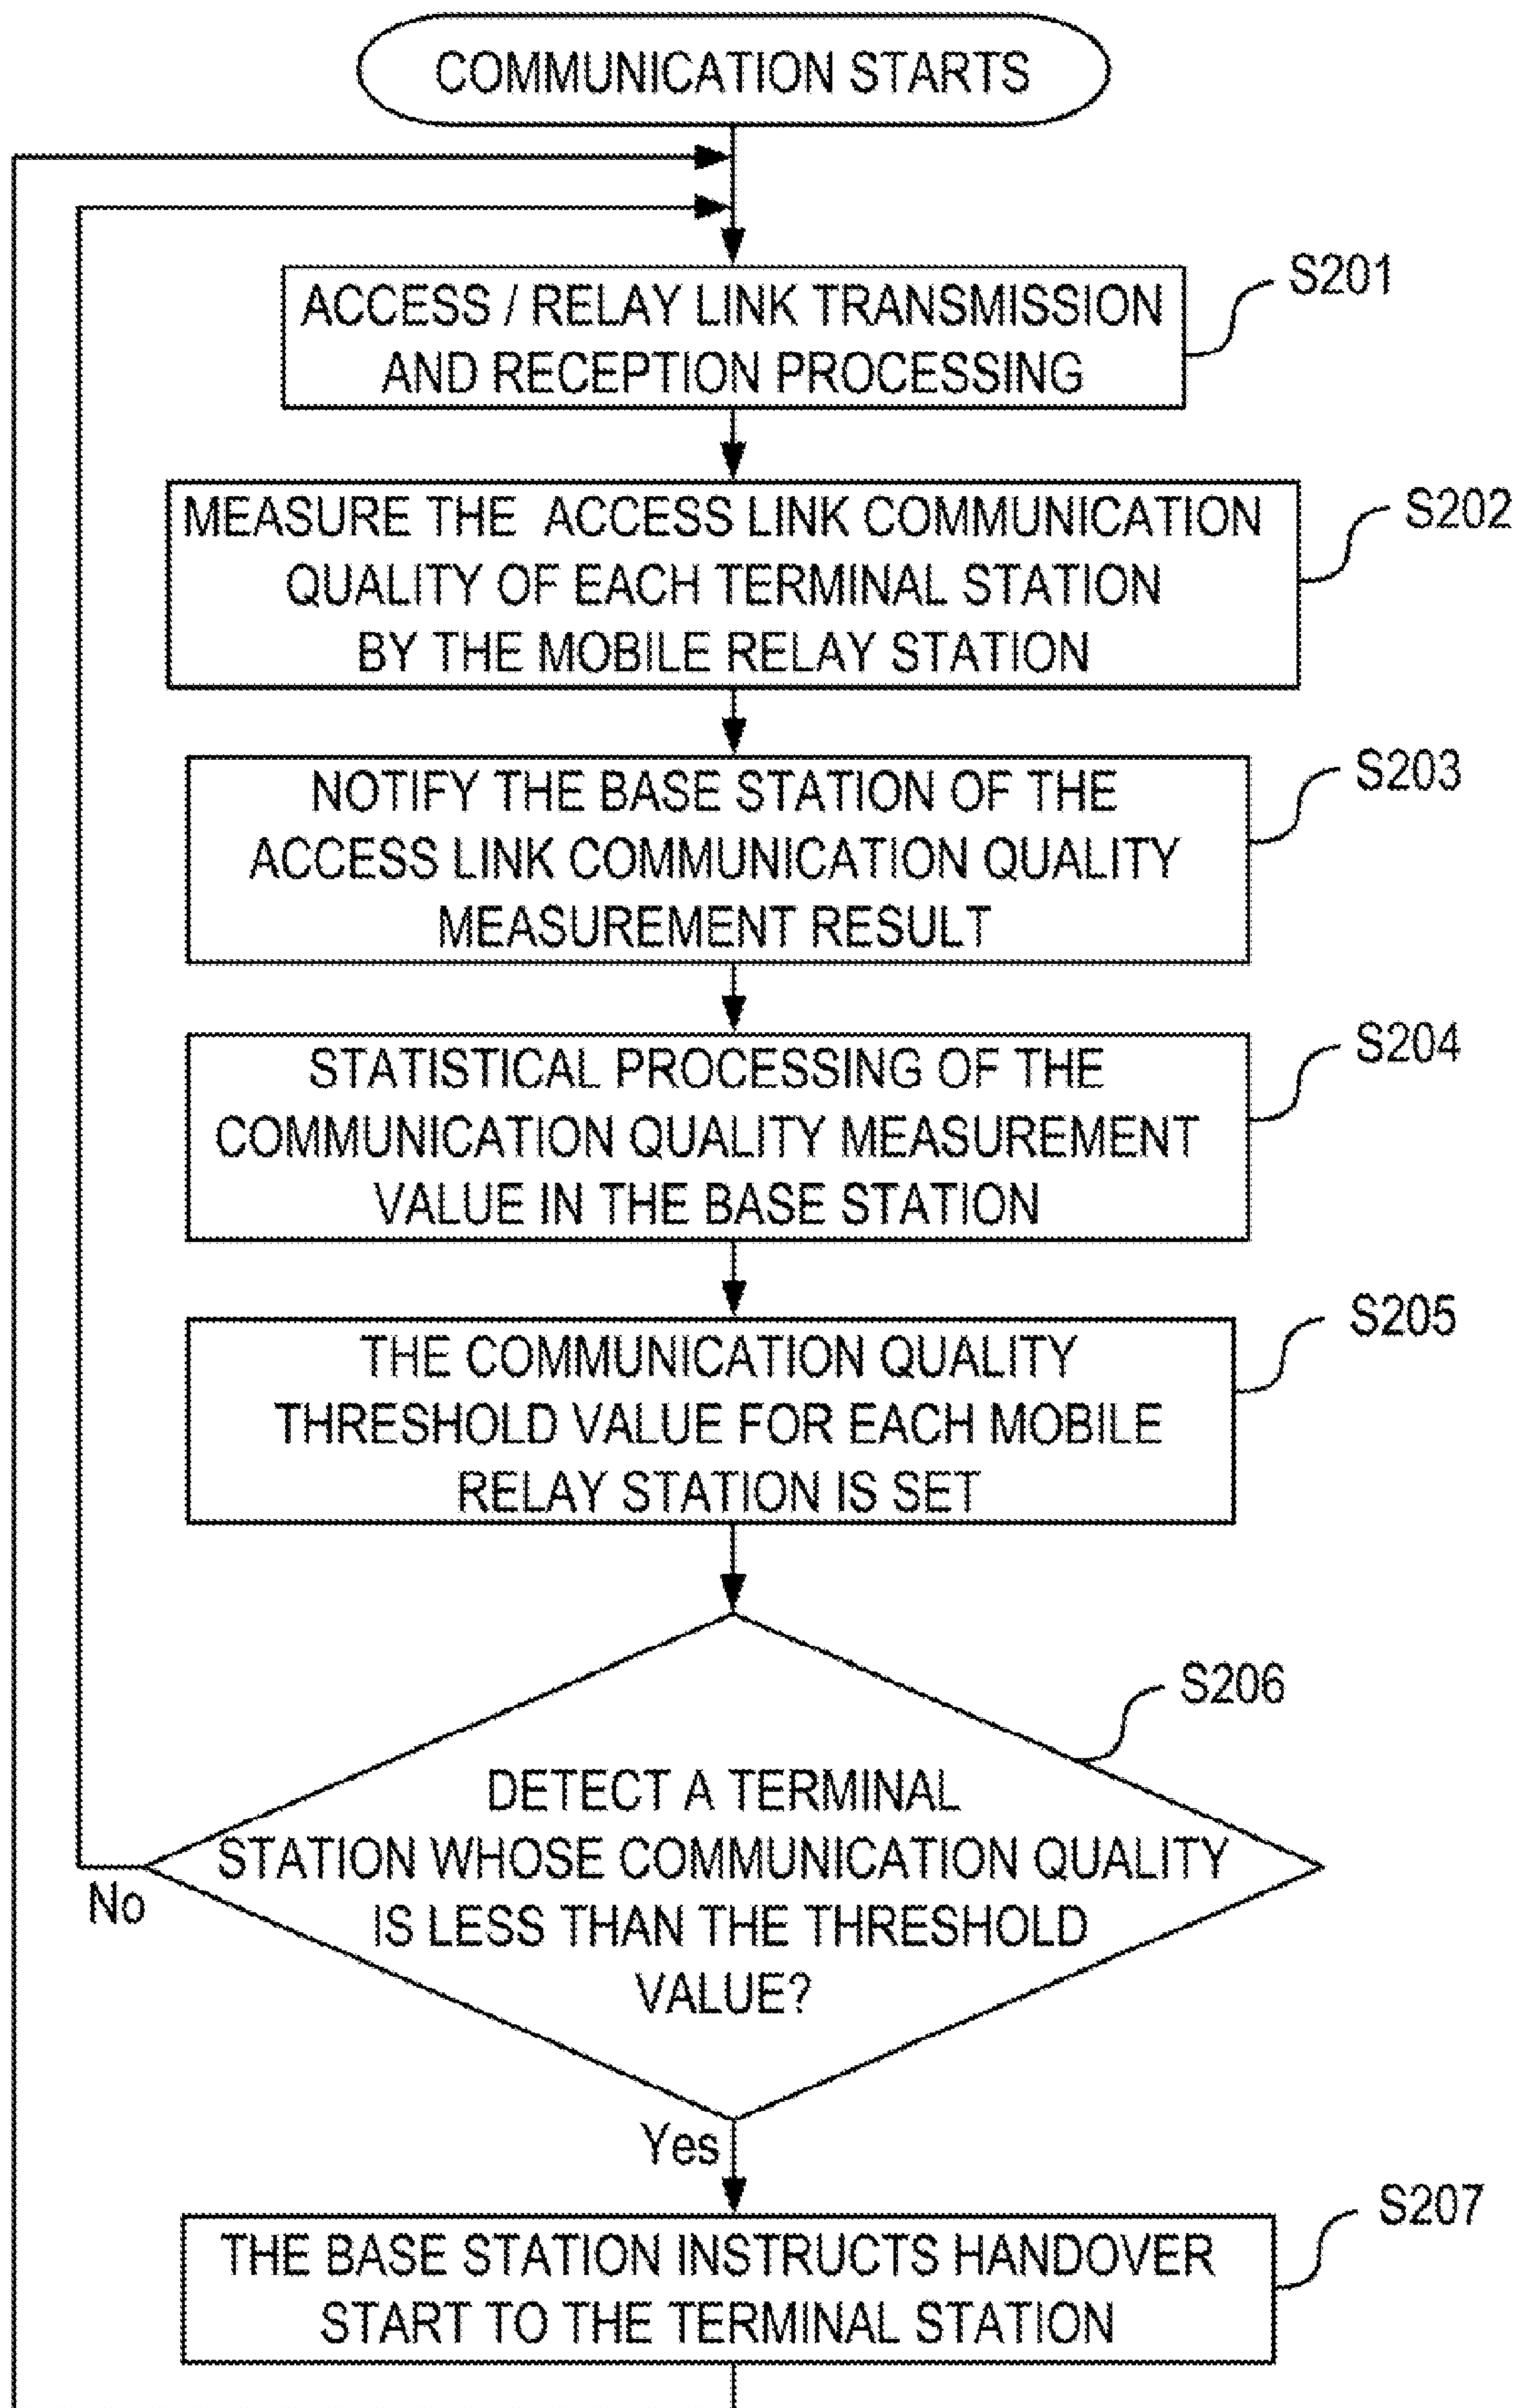 COMMUNICATION STARTS
S201
ACCESS / RELAY LINK TRANSMISSION
AND RECEPTION PROCESSING
S202
MEASURE THE ACCESS LINK COMMUNICATION
QUALITY OF EACH TERMINAL STATION
BY THE MOBILE RELAY STATION
S203
NOTIFY THE BASE STATION OF THE
ACCESS LINK COMMUNICATION QUALITY
MEASUREMENT RESULT
S204
STATISTICAL PROCESSING OF THE
COMMUNICATION QUALITY MEASUREMENT
VALUE IN THE BASE STATION
S205
THE COMMUNICATION QUALITY
THRESHOLD VALUE FOR EACH MOBILE
RELAY STATION IS SET
S206
DETECT A TERMINAL
STATION WHOSE COMMUNICATION QUALITY
IS LESS THAN THE THRESHOLD
VALUE?
No
Yes
S207
THE BASE STATION INSTRUCTS HANDOVER
START TO THE TERMINAL STATION